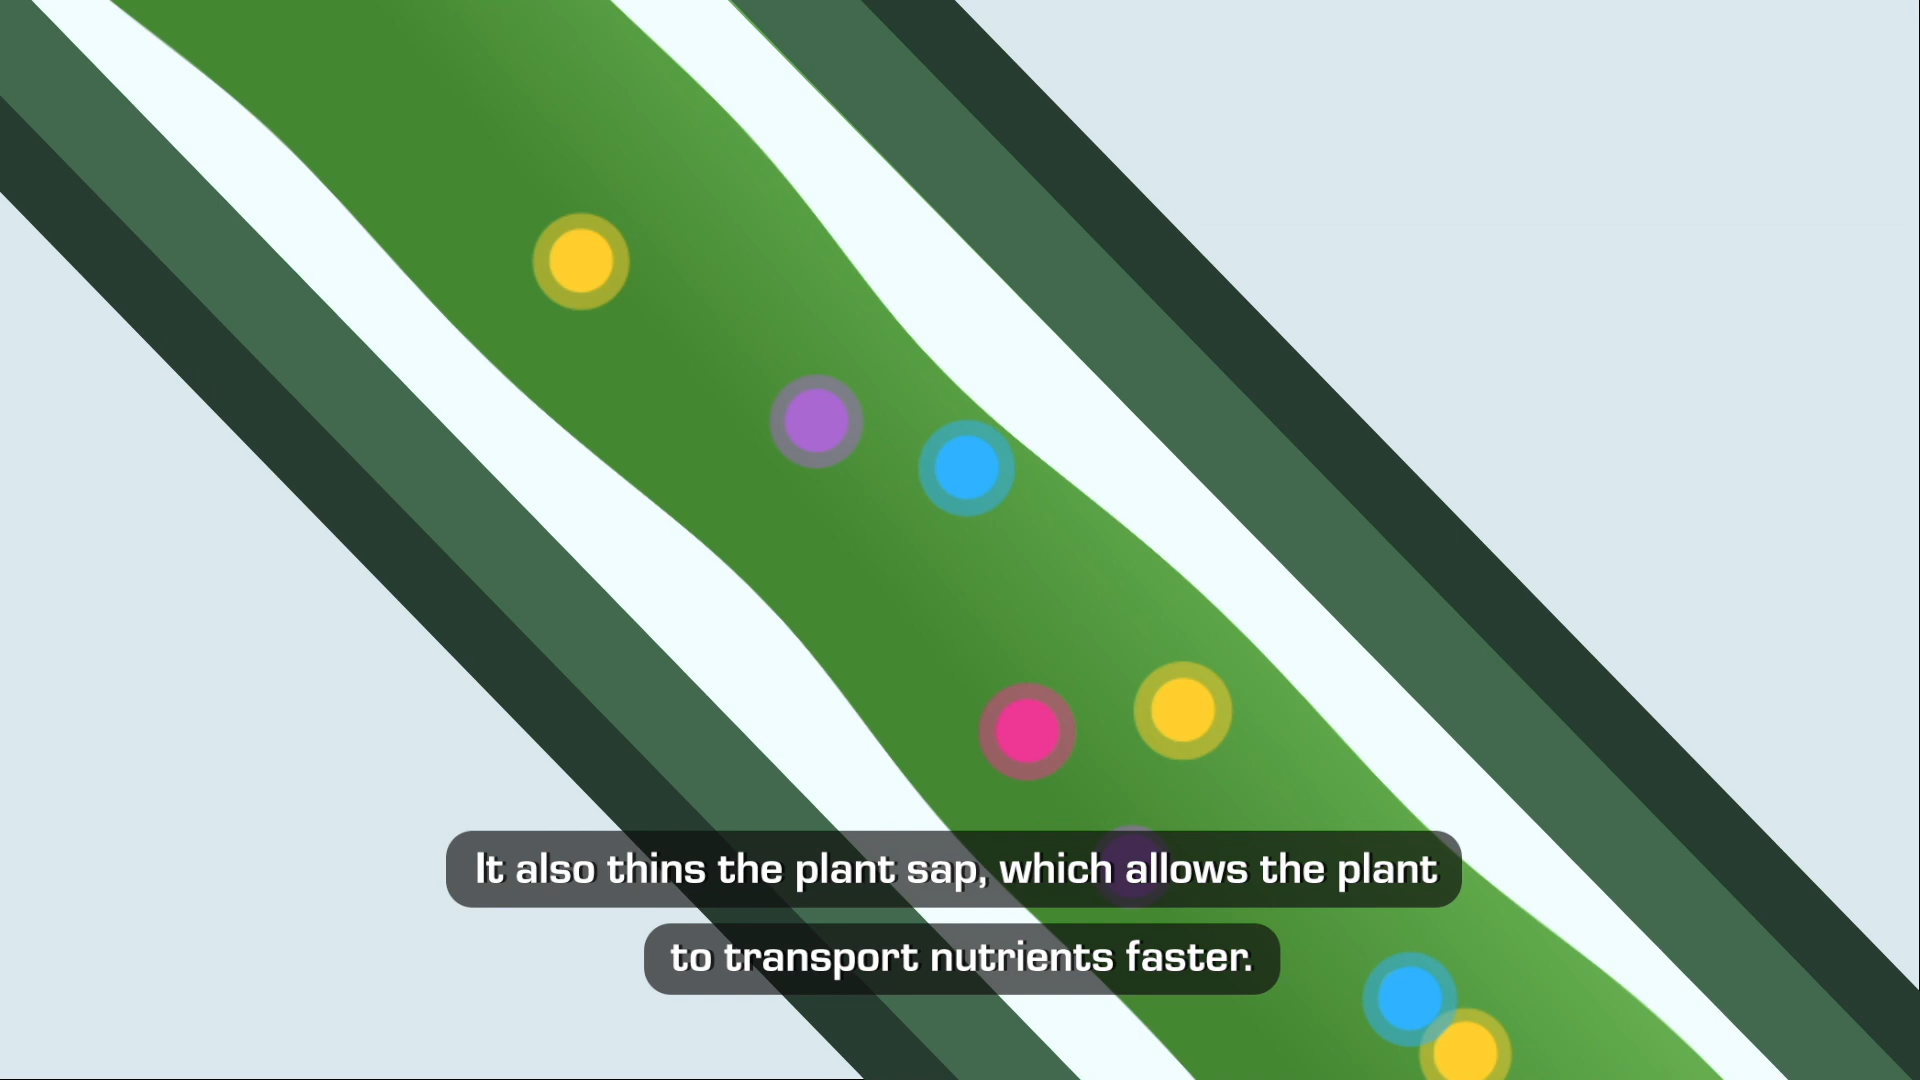 It also thins the plant sap, which allows the plant
to transport nutrients faster.